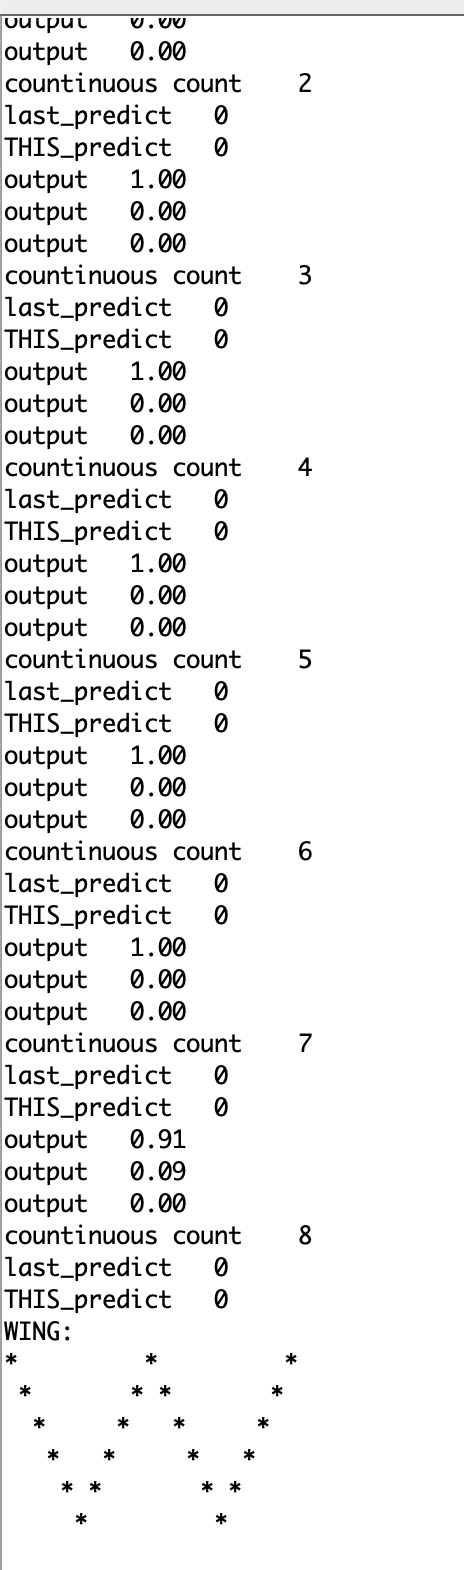 output   0.00
output   0.00
countinuous count    2
last_predict   0
THIS_predict   0
output   1.00
output   0.00
output   0.00
countinuous count    3
last_predict   0
THIS_predict   0
output   1.00
output   0.00
output   0.00
countinuous count    4
last_predict   0
THIS_predict   0
output   1.00
output   0.00
output   0.00
countinuous count    5
last_predict   0
THIS_predict   0
output   1.00
output   0.00
output   0.00
countinuous count    6
last_predict   0
THIS_predict   0
output   1.00
output   0.00
output   0.00
countinuous count    7
last_predict   0
THIS_predict   0
output   0.91
output   0.09
output   0.00
countinuous count    8
last_predict   0
THIS_predict   0
WING:
*         *         *
 *       * *       *
  *     *   *     *
   *   *     *   *
    * *       * *
     *         *